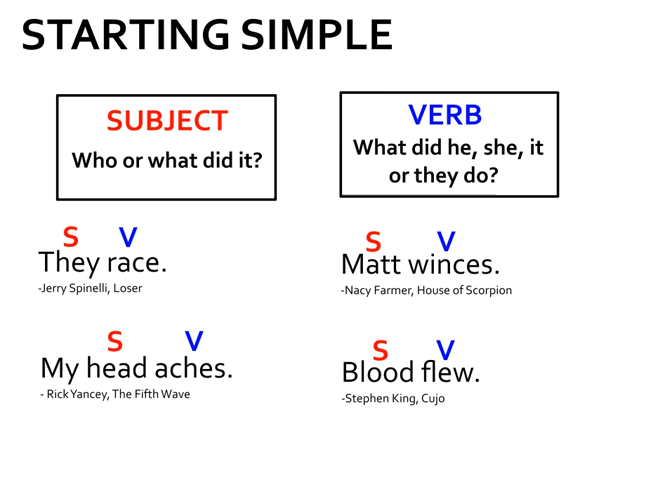 STARTING SIMPLE
SUBJECT
Who or what did it?
VERB
What did he, she, it
or they do?
S V
They race.
-Jerry Spinelli, Loser
S V
Matt winces.
-Nacy Farmer, House of Scorpion
S V
My head aches.
- Rick Yancey, The Fifth Wave
S V
Blood flew.
-Stephen King, Cujo